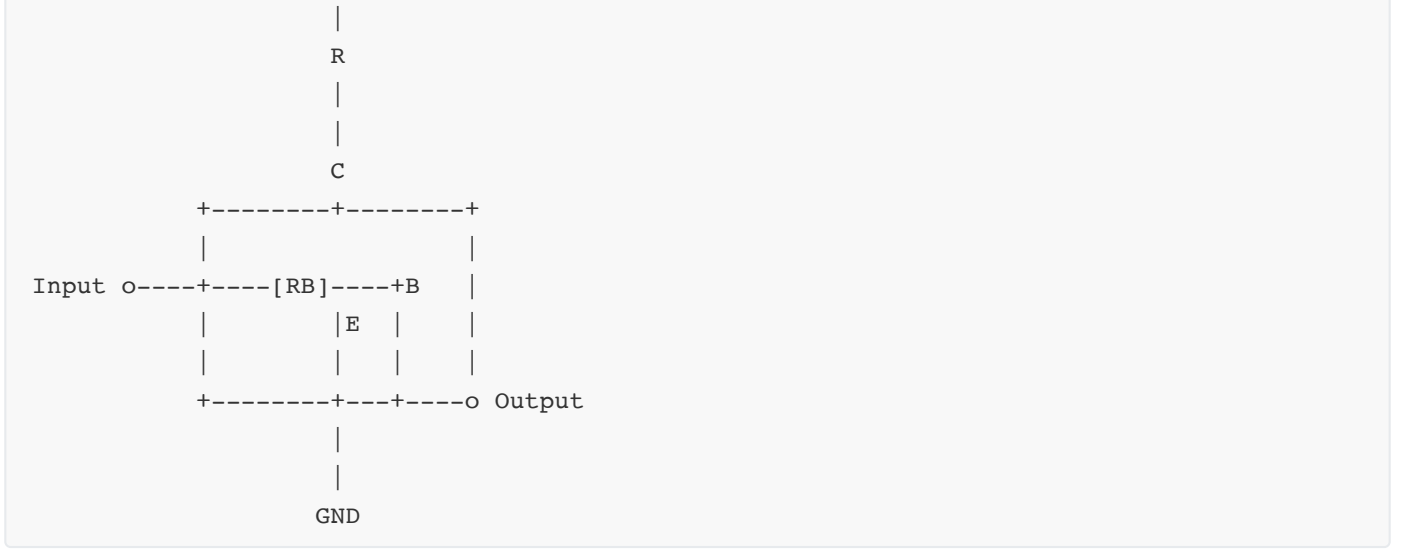 |
                    R
                    |
                    |
                    C
           +--------+--------+
           |                 |
Input o----+----[RB]----+B   |
           |        |E  |    |
           |        |   |    |
           +--------+---+----o Output
                    |
                    |
                   GND